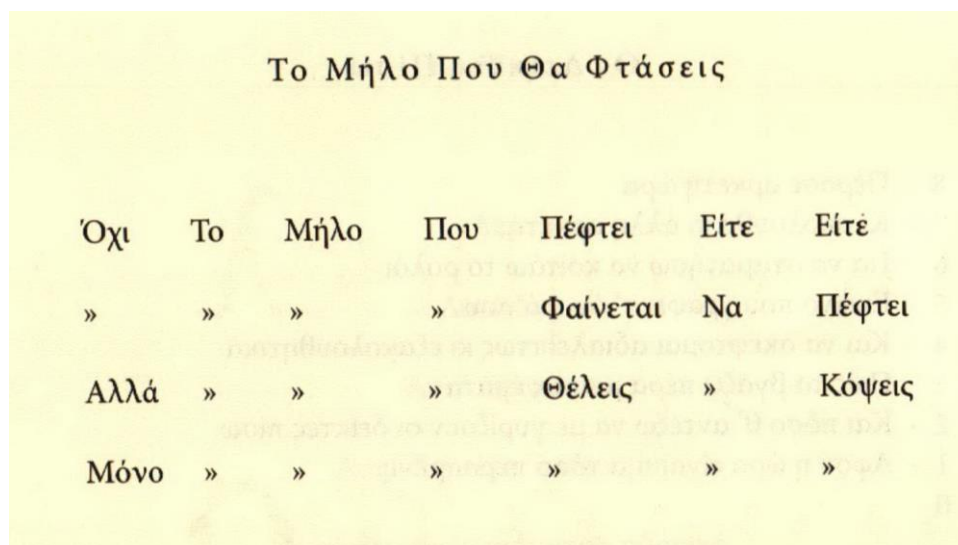 Το Μήλο Που Θα Φτάσεις
Όχι Το Μήλο Που Πέφτει Είτε Είτε
» » » » Φαίνεται Να Πέφτει
Αλλά » » » Θέλεις » Κόψεις
Μόνο » » » » » »